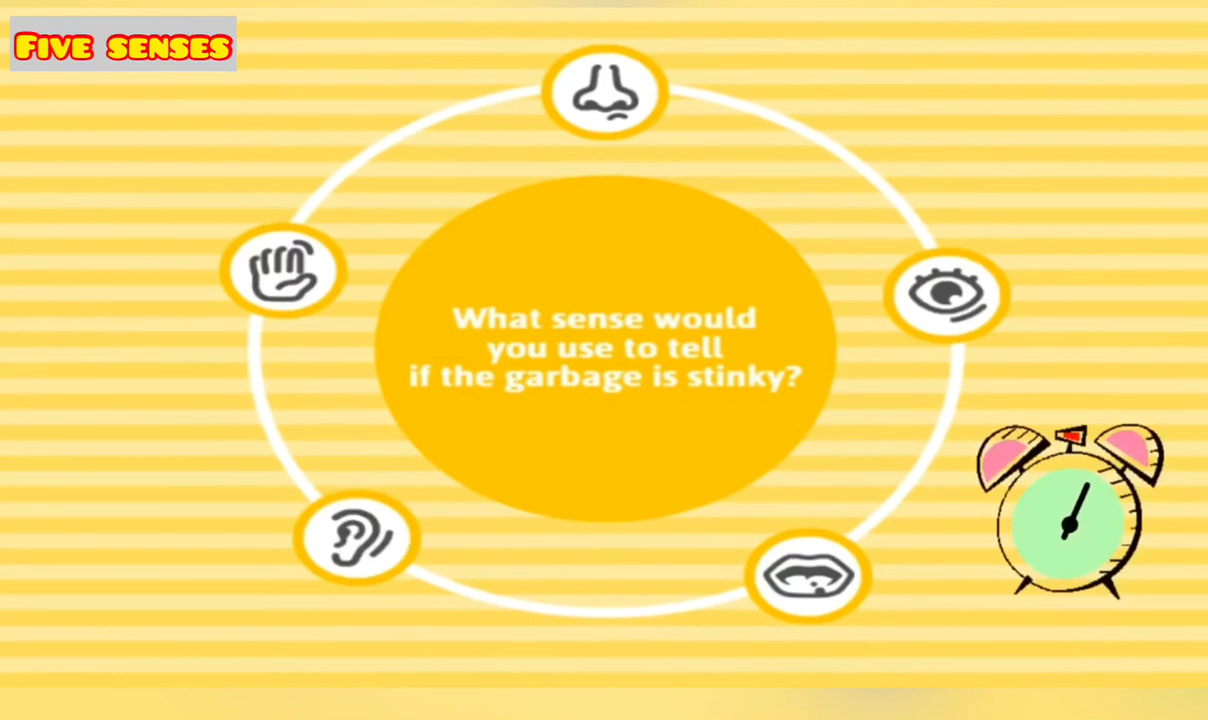 Five senses
What sense would
you use to tell
if the garbage is stinky?